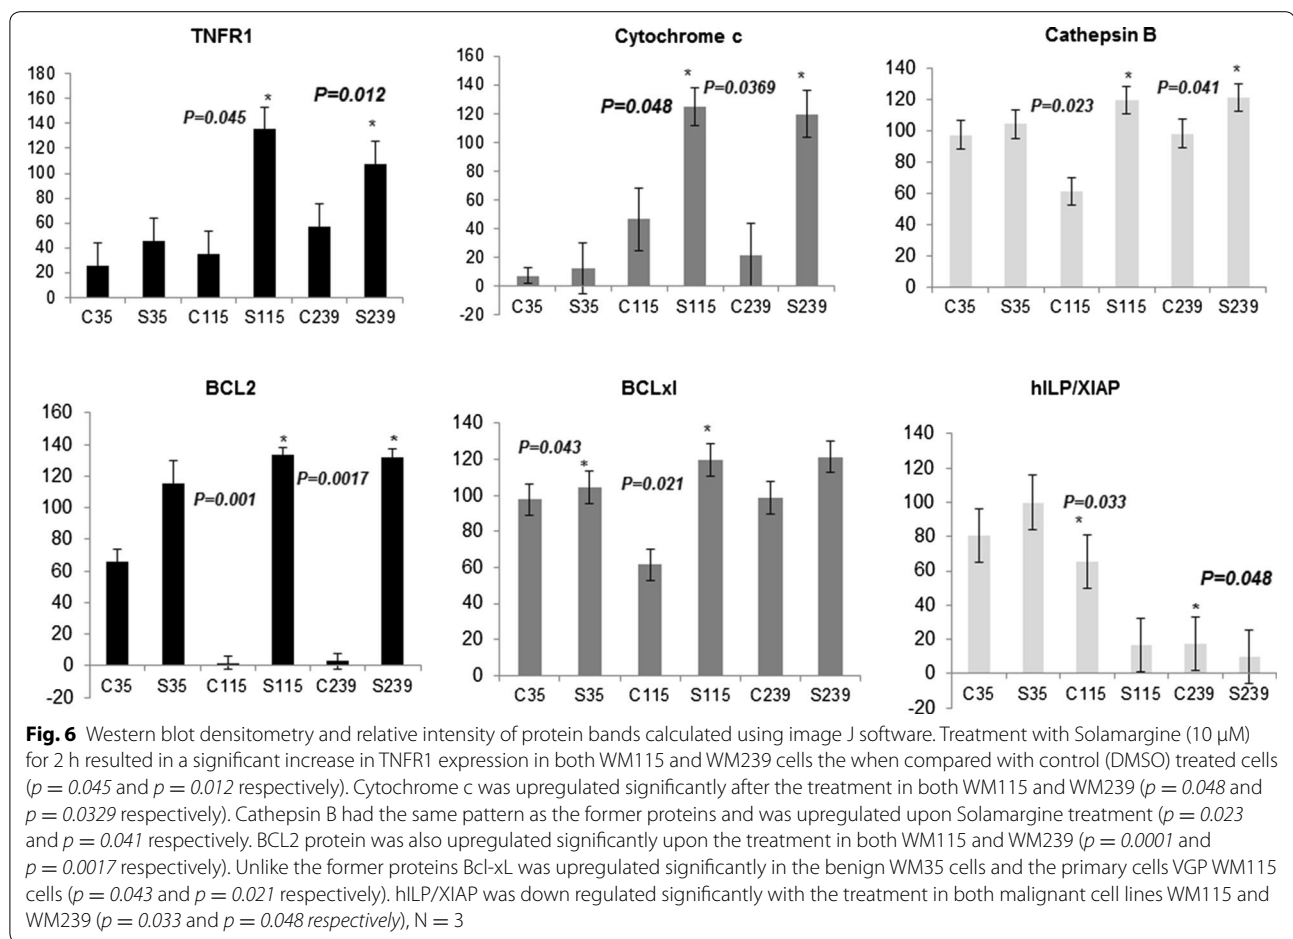 TNFR1
180
160
140
120
100
80
60
40
20
0
P=0.045
*
P=0.012
*
C35 S35 C115 S115 C239 S239
Cytochrome c
160
140
120
100
80
60
40
20
0
-20
P=0.048
*
P=0.0369
*
C35 S35 C115 S115 C239 S239
Cathepsin B
140
120
100
80
60
40
20
0
P=0.023
*
P=0.041
*
C35 S35 C115 S115 C239 S239
BCL2
160
140
120
100
80
60
40
20
0
-20
P=0.001
*
P=0.0017
*
C35 S35 C115 S115 C239 S239
BCLxl
140
120
100
80
60
40
20
0
P=0.043
*
P=0.021
*
C35 S35 C115 S115 C239 S239
hILP/XIAP
140
120
100
80
60
40
20
0
-20
P=0.033
*
P=0.048
*
C35 S35 C115 S115 C239 S239
Fig. 6 Western blot densitometry and relative intensity of protein bands calculated using image J software. Treatment with Solamargine (10 µM)
for 2 h resulted in a significant increase in TNFR1 expression in both WM115 and WM239 cells the when compared with control (DMSO) treated cells
(p = 0.045 and p = 0.012 respectively). Cytochrome c was upregulated significantly after the treatment in both WM115 and WM239 (p = 0.048 and
p = 0.0329 respectively). Cathepsin B had the same pattern as the former proteins and was upregulated upon Solamargine treatment (p = 0.023
and p = 0.041 respectively. BCL2 protein was also upregulated significantly upon the treatment in both WM115 and WM239 (p = 0.0001 and
p = 0.0017 respectively). Unlike the former proteins Bcl-xL was upregulated significantly in the benign WM35 cells and the primary cells VGP WM115
cells (p = 0.043 and p = 0.021 respectively). hILP/XIAP was down regulated significantly with the treatment in both malignant cell lines WM115 and
WM239 (p = 0.033 and p = 0.048 respectively), N = 3